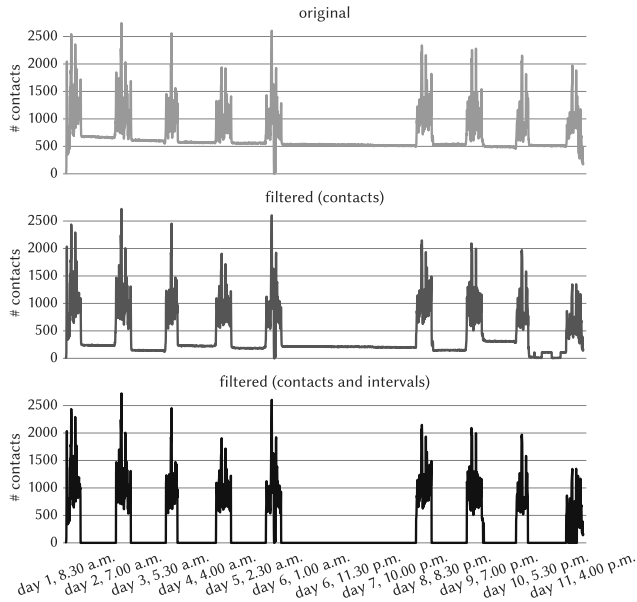 original
# contacts
2500
2000
1500
1000
500
0
filtered (contacts)
# contacts
2500
2000
1500
1000
500
0
filtered (contacts and intervals)
# contacts
2500
2000
1500
1000
500
0
day 1, 8.30 a.m.
day 2, 7.00 a.m.
day 3, 5.30 a.m.
day 4, 4.00 a.m.
day 5, 2.30 a.m.
day 6, 1.00 a.m.
day 6, 11.30 p.m.
day 7, 10.00 p.m.
day 8, 8.30 p.m.
day 9, 7.00 p.m.
day 10, 5.30 p.m.
day 11, 4.00 p.m.